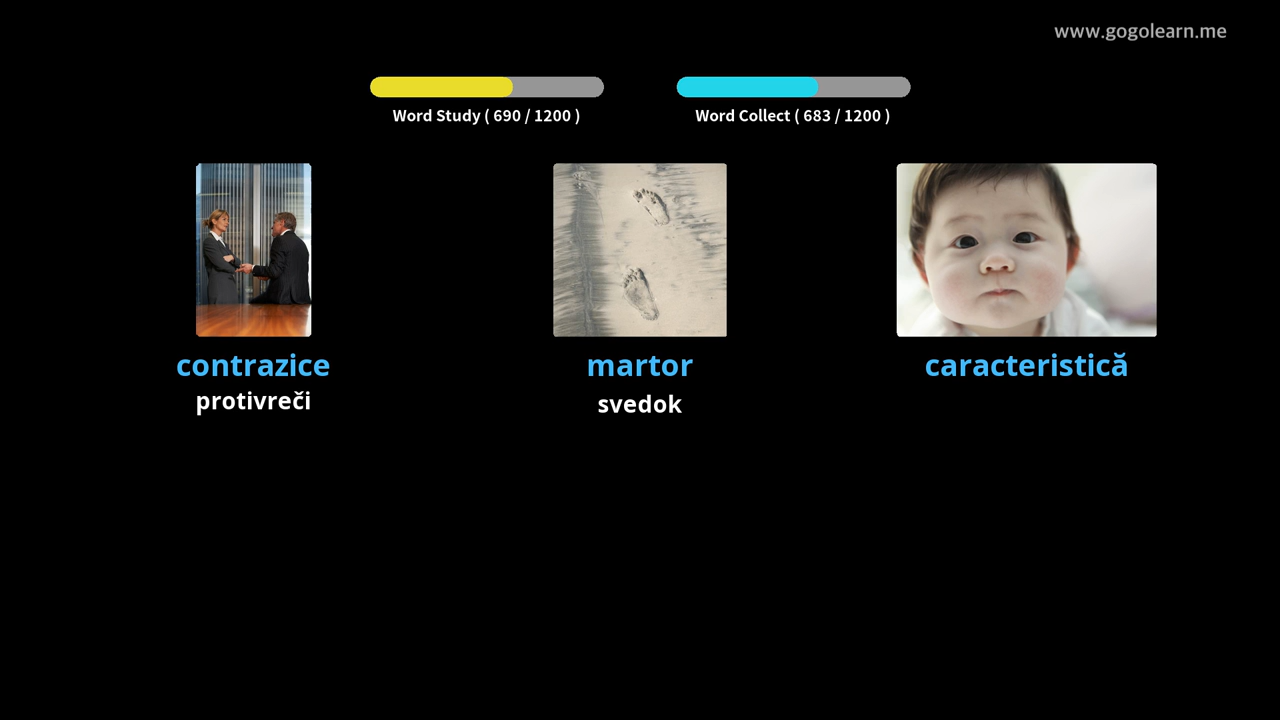 www.gogolearn.me
Word Study ( 690 / 1200 )
Word Collect ( 683 / 1200 )
contrazice
protivreči
martor
svedok
caracteristică